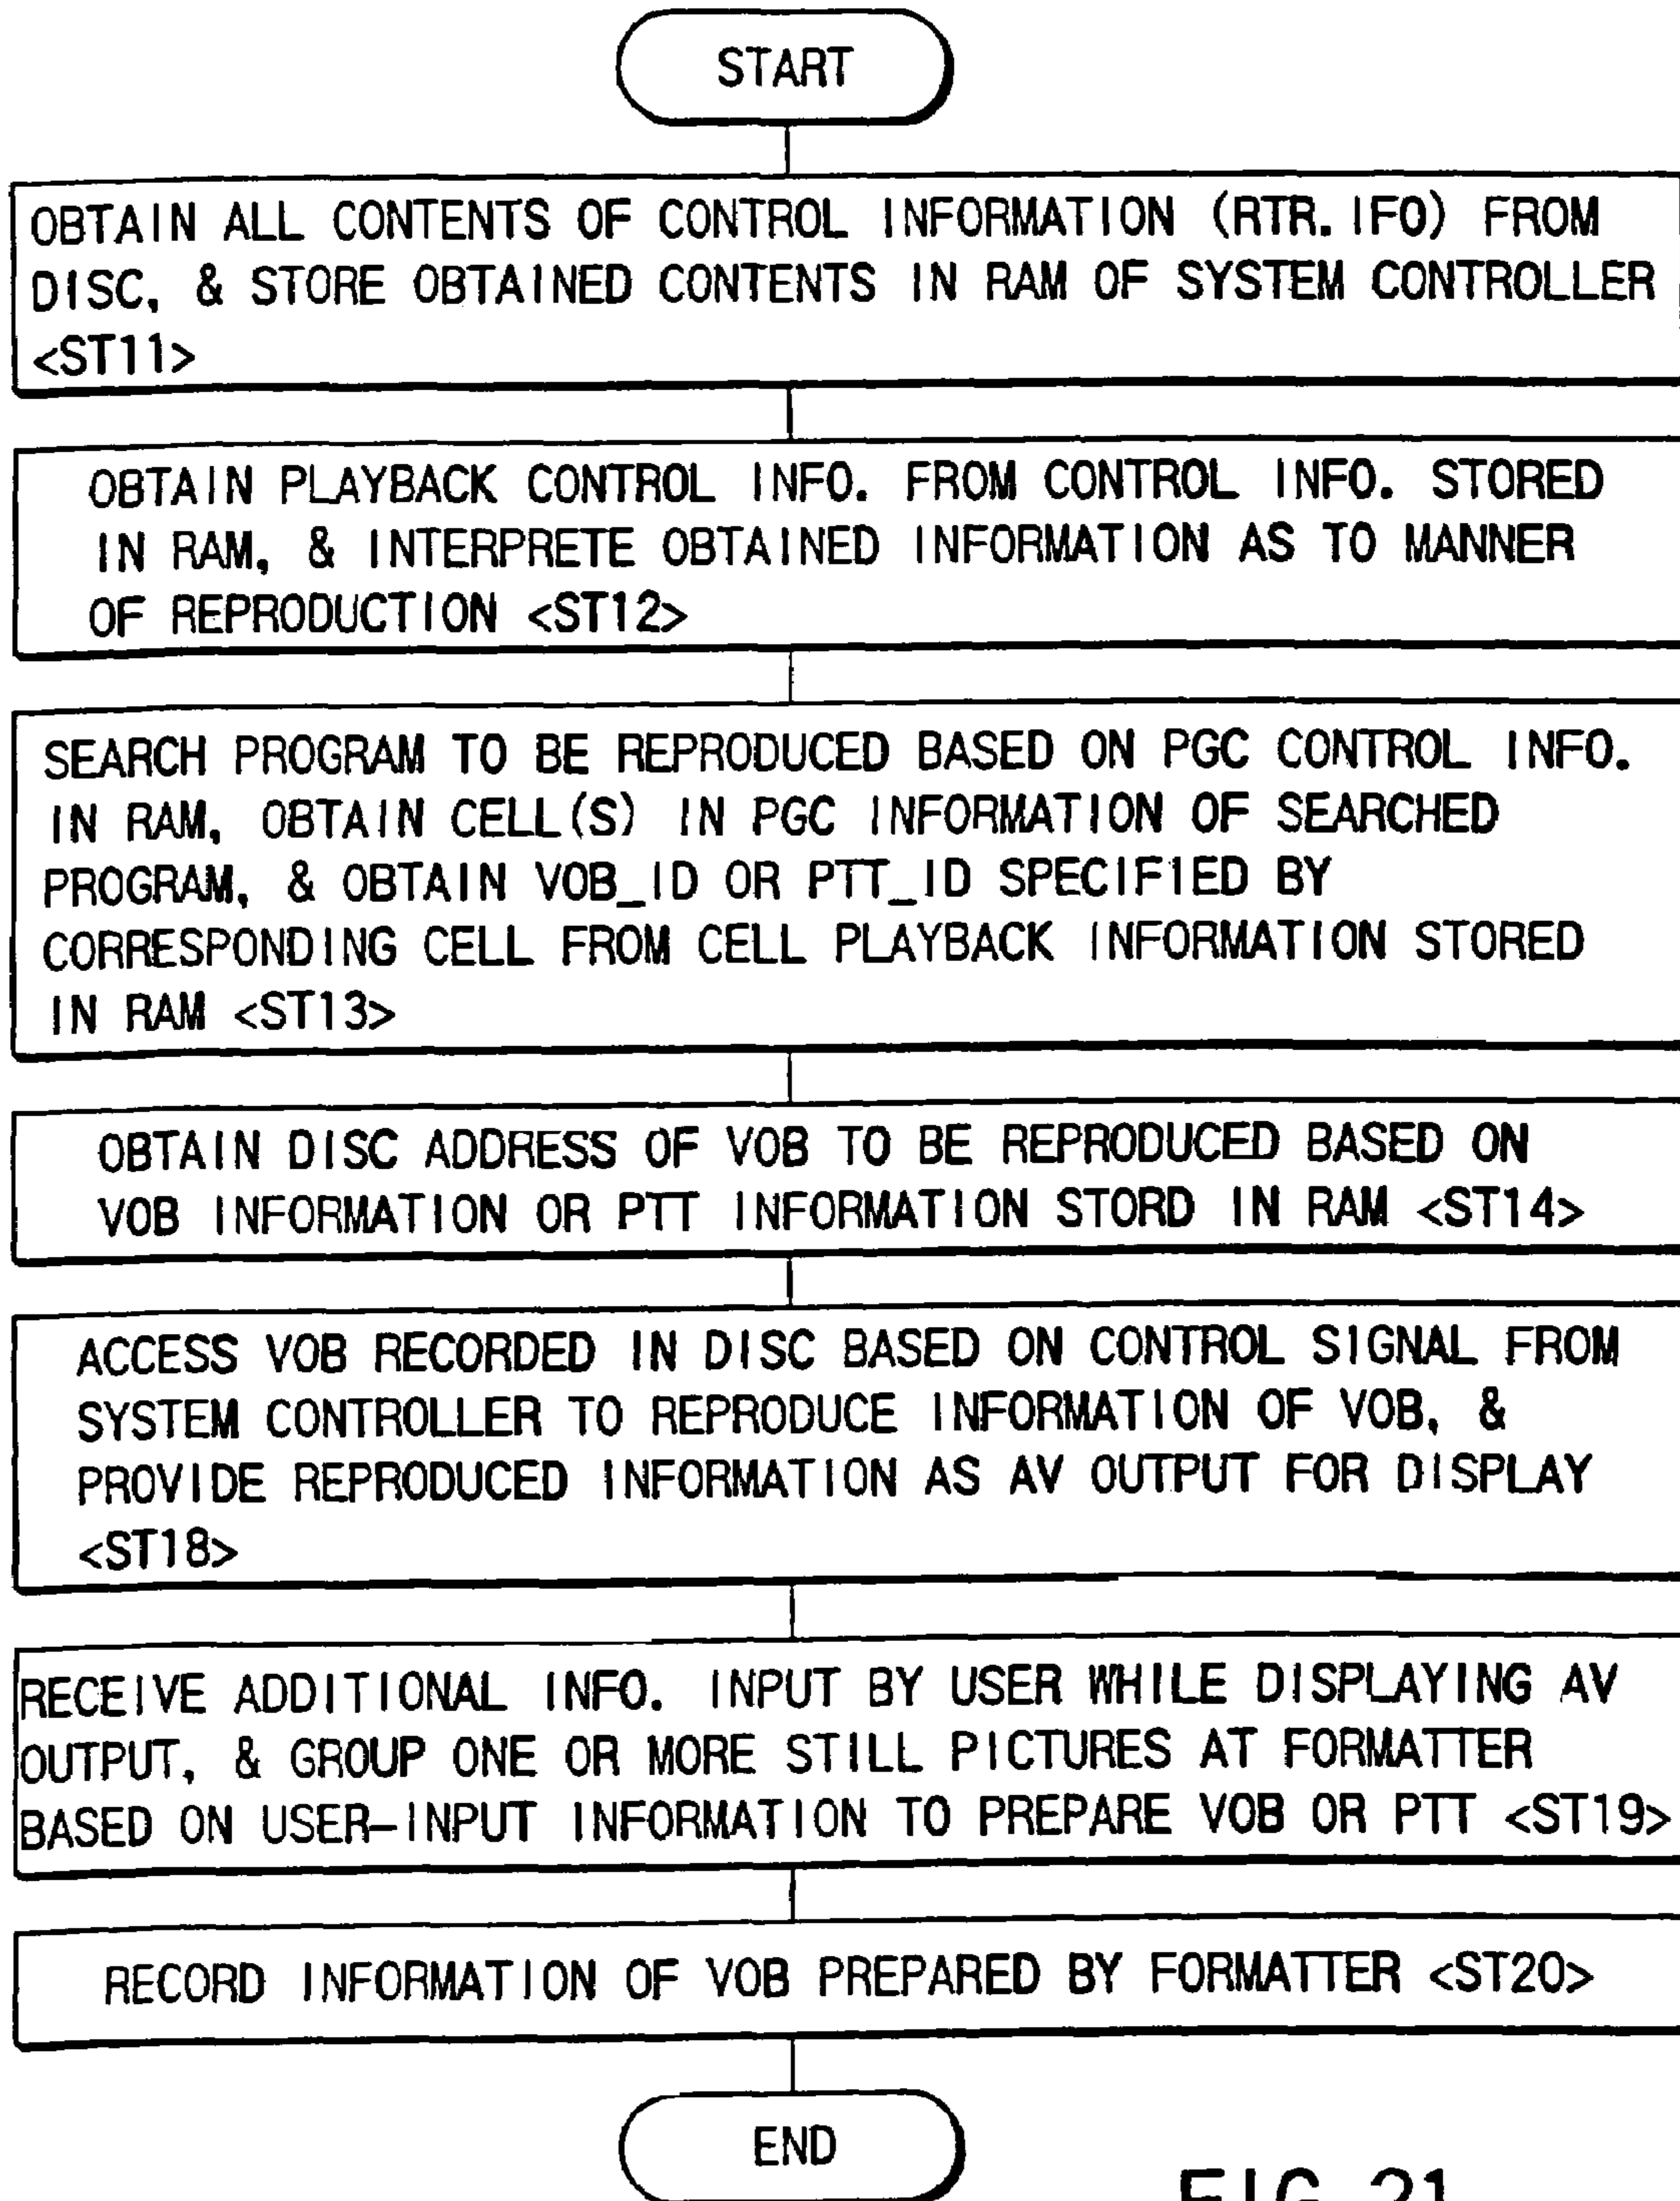 START
OBTAIN ALL CONTENTS OF CONTROL INFORMATION (RTR.IFO) FROM
DISC, & STORE OBTAINED CONTENTS IN RAM OF SYSTEM CONTROLLER
<ST11>
OBTAIN PLAYBACK CONTROL INFO. FROM CONTROL INFO. STORED
IN RAM, & INTERPRETE OBTAINED INFORMATION AS TO MANNER
OF REPRODUCTION <ST12>
SEARCH PROGRAM TO BE REPRODUCED BASED ON PGC CONTROL INFO.
IN RAM, OBTAIN CELL(S) IN PGC INFORMATION OF SEARCHED
PROGRAM, & OBTAIN VOB_ID OR PTT_ID SPECIFIED BY
CORRESPONDING CELL FROM CELL PLAYBACK INFORMATION STORED
IN RAM <ST13>
OBTAIN DISC ADDRESS OF VOB TO BE REPRODUCED BASED ON
VOB INFORMATION OR PTT INFORMATION STORD IN RAM <ST14>
ACCESS VOB RECORDED IN DISC BASED ON CONTROL SIGNAL FROM
SYSTEM CONTROLLER TO REPRODUCE INFORMATION OF VOB, &
PROVIDE REPRODUCED INFORMATION AS AV OUTPUT FOR DISPLAY
<ST18>
RECEIVE ADDITIONAL INFO. INPUT BY USER WHILE DISPLAYING AV
OUTPUT, & GROUP ONE OR MORE STILL PICTURES AT FORMATTER
BASED ON USER-INPUT INFORMATION TO PREPARE VOB OR PTT <ST19>
RECORD INFORMATION OF VOB PREPARED BY FORMATTER <ST20>
END
FIG. 21